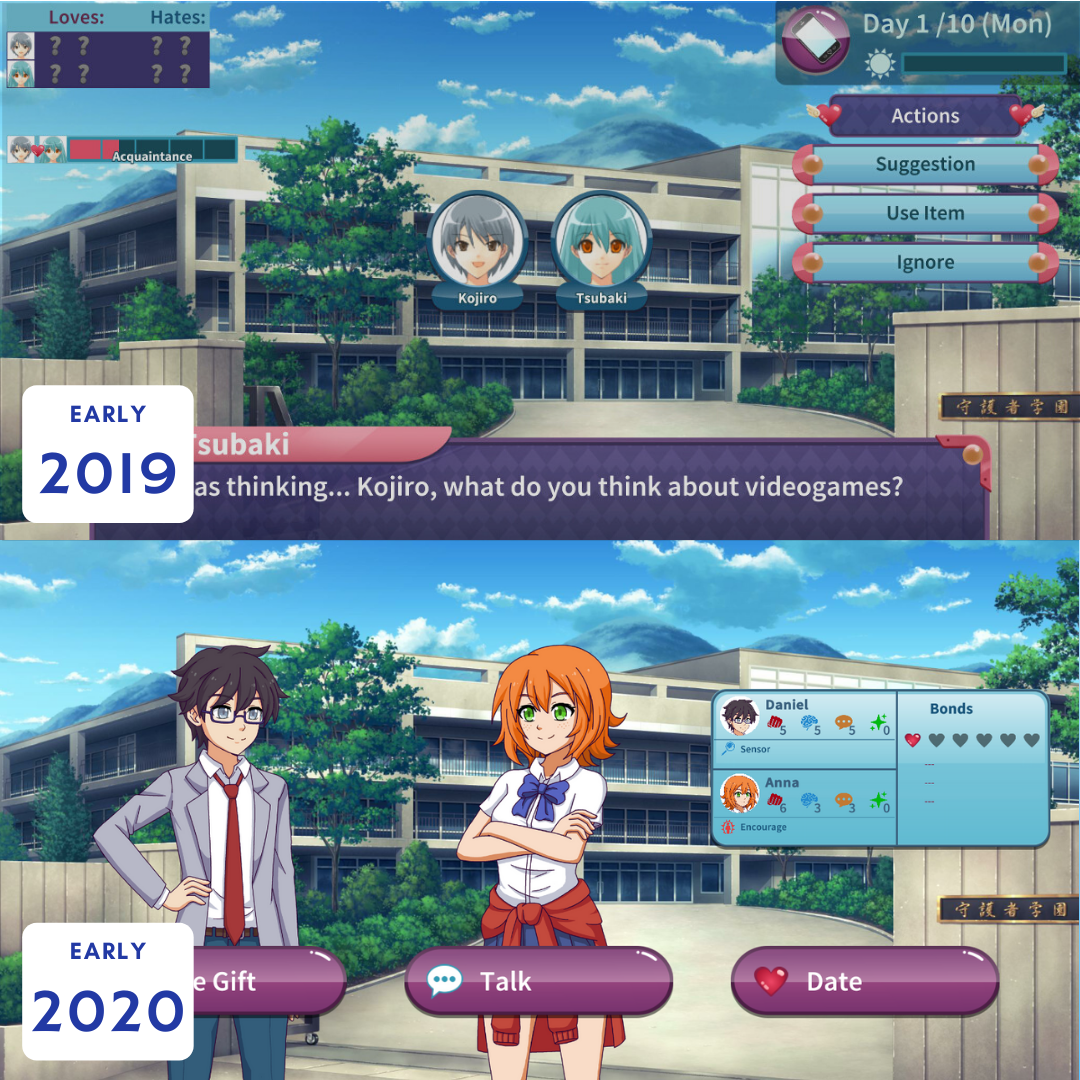 Loves: Hates:
? ? ? ?
? ? ? ?
Day 1 /10 (Mon)
Actions
Suggestion
Use Item
Ignore
Acquaintance
Kojiro
Tsubaki
守護者学園
EARLY
2019
Tsubaki
as thinking... Kojiro, what do you think about videogames?
Daniel
5 5 5 0
Sensor
Anna
6 3 3 0
Encourage
Bonds
---
---
---
守護者学園
EARLY
2020
e Gift
Talk
Date